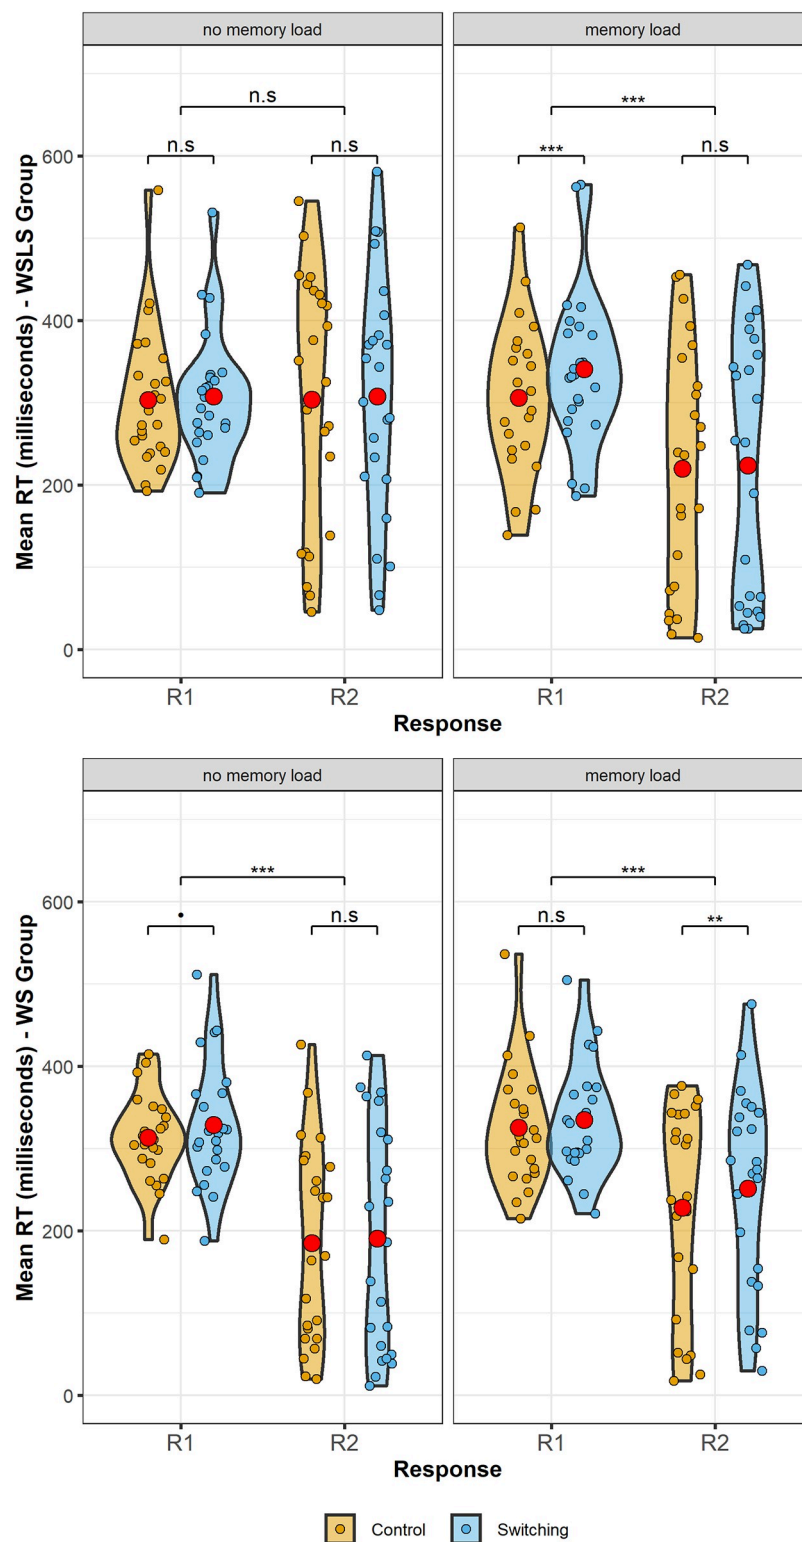 no memory load memory load
n.s ***
n.s n.s *** n.s
600
400
200
0
Mean RT (milliseconds) - WSLS Group
R1 R2 R1 R2
Response
no memory load memory load
*** ***
• n.s n.s **
600
400
200
0
Mean RT (milliseconds) - WS Group
R1 R2 R1 R2
Response
Control Switching